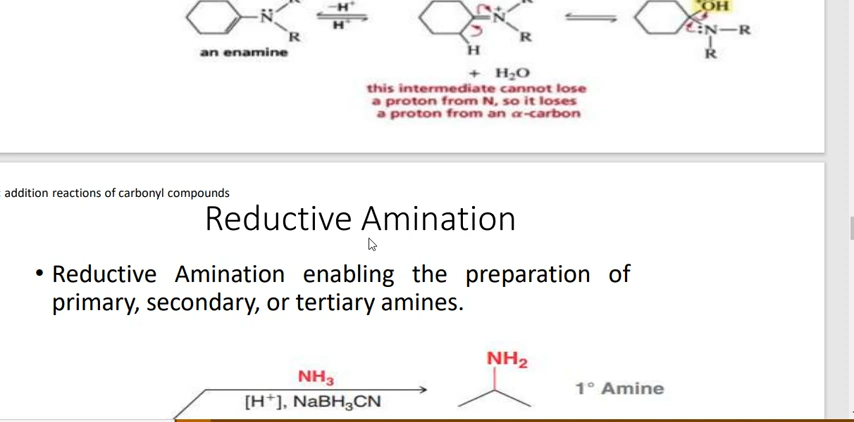 OH
–H⁺
H⁺
N
N
:N—R
R
R
R
H
an enamine
+ H₂O
this intermediate cannot lose
a proton from N, so it loses
a proton from an α-carbon
addition reactions of carbonyl compounds
Reductive Amination
• Reductive Amination enabling the preparation of
primary, secondary, or tertiary amines.
NH₂
NH₃
1° Amine
[H⁺], NaBH₃CN